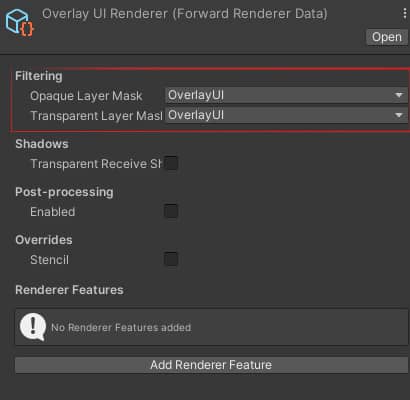 Overlay UI Renderer (Forward Renderer Data)
Open
Filtering
Opaque Layer Mask OverlayUI
Transparent Layer Mask OverlayUI
Shadows
Transparent Receive Sh
Post-processing
Enabled
Overrides
Stencil
Renderer Features
No Renderer Features added
Add Renderer Feature